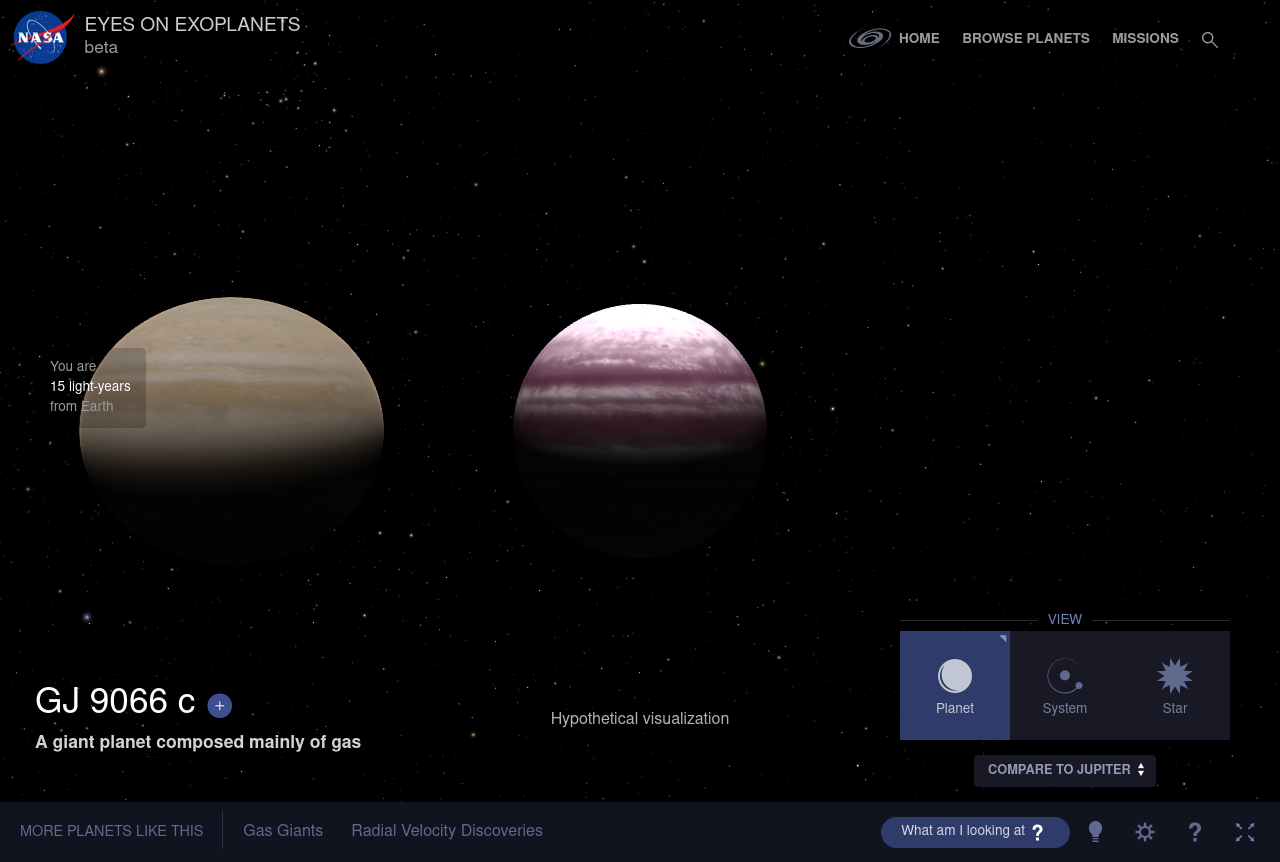 NASA
EYES ON EXOPLANETS
beta
HOME
BROWSE PLANETS
MISSIONS
You are
15 light-years
from Earth
GJ 9066 c +
A giant planet composed mainly of gas
Hypothetical visualization
VIEW
Planet
System
Star
COMPARE TO JUPITER
MORE PLANETS LIKE THIS
Gas Giants
Radial Velocity Discoveries
What am I looking at ?
?